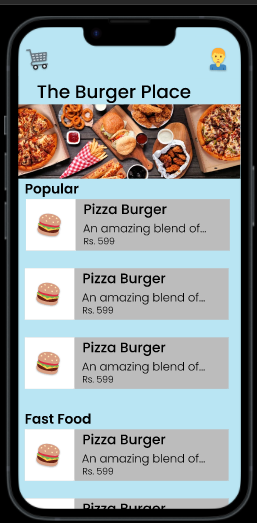 The Burger Place
Popular
Pizza Burger
An amazing blend of...
Rs. 599
Pizza Burger
An amazing blend of...
Rs. 599
Pizza Burger
An amazing blend of...
Rs. 599
Fast Food
Pizza Burger
An amazing blend of...
Rs. 599
Pizza Burger